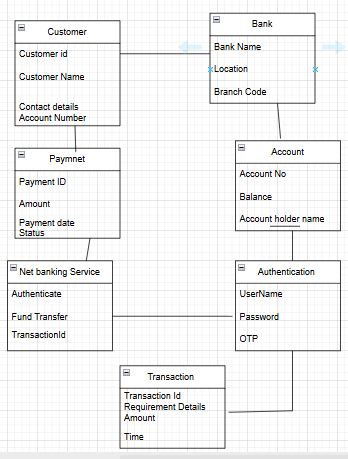 Customer
Customer id
Customer Name
Contact details
Account Number
Bank
Bank Name
Location
Branch Code
Paymnet
Payment ID
Amount
Payment date
Status
Account
Account No
Balance
Account holder name
Net banking Service
Authenticate
Fund Transfer
TransactionId
Authentication
UserName
Password
OTP
Transaction
Transaction Id
Requirement Details
Amount
Time